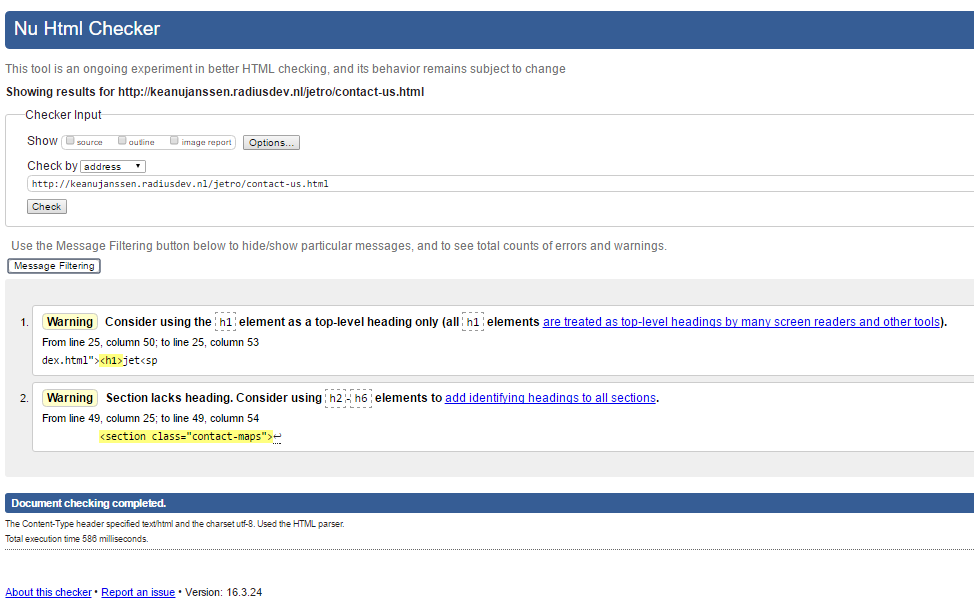 Nu Html Checker
This tool is an ongoing experiment in better HTML checking, and its behavior remains subject to change
Showing results for http://keanujanssen.radiusdev.nl/jetro/contact-us.html
Checker Input
Show source outline image report Options...
Check by address
http://keanujanssen.radiusdev.nl/jetro/contact-us.html
Check
Use the Message Filtering button below to hide/show particular messages, and to see total counts of errors and warnings.
Message Filtering
1. Warning Consider using the h1 element as a top-level heading only (all h1 elements are treated as top-level headings by many screen readers and other tools).
From line 25, column 50; to line 25, column 53
dex.html"><h1>jet<sp
2. Warning Section lacks heading. Consider using h2-h6 elements to add identifying headings to all sections.
From line 49, column 25; to line 49, column 54
<section class="contact-maps">↩
Document checking completed.
The Content-Type header specified text/html and the charset utf-8. Used the HTML parser.
Total execution time 586 milliseconds.
About this checker • Report an issue • Version: 16.3.24